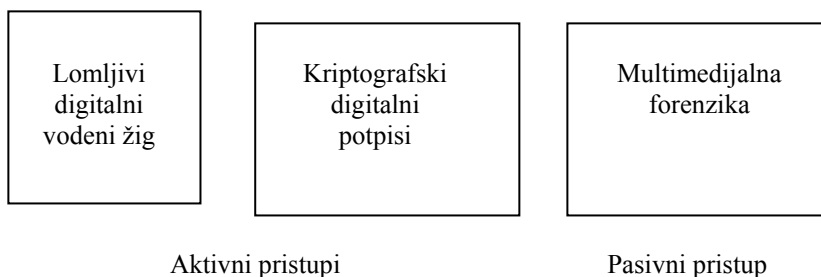 Lomljivi
digitalni
vodeni žig
Kriptografski
digitalni
potpisi
Multimedijalna
forenzika
Aktivni pristupi
Pasivni pristup